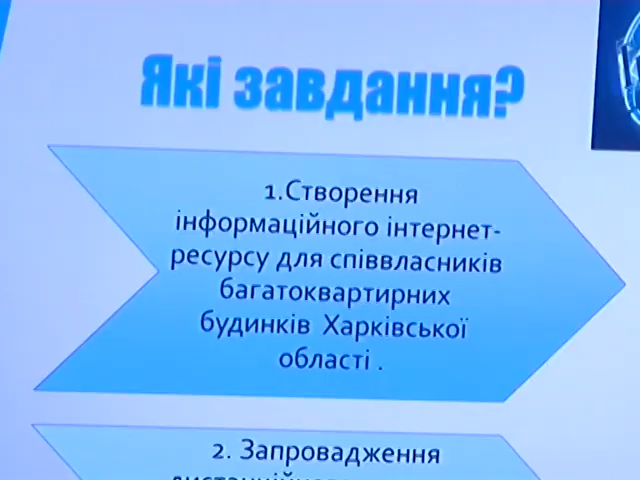 Які завдання?
1.Створення
інформаційного інтернет-
ресурсу для співвласників
багатоквартирних
будинків Харківської
області .
2. Запровадження